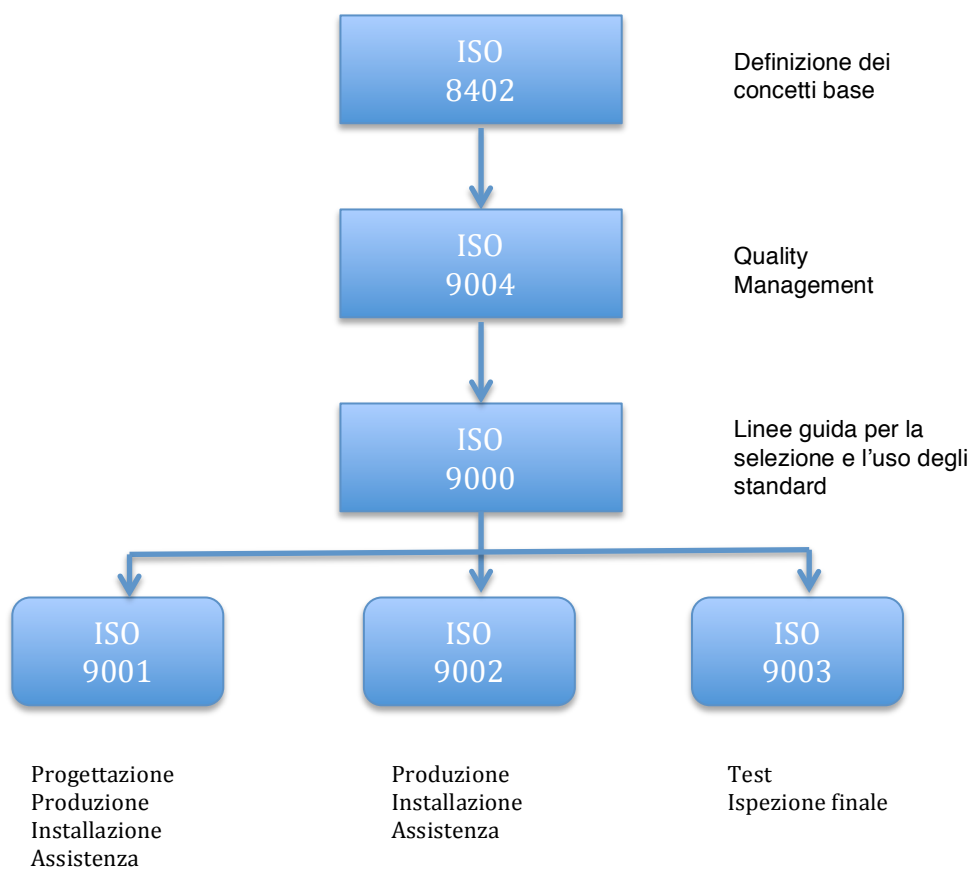 ISO
8402
Definizione dei
concetti base
ISO
9004
Quality
Management
ISO
9000
Linee guida per la
selezione e l'uso degli
standard
ISO
9001
ISO
9002
ISO
9003
Progettazione
Produzione
Installazione
Assistenza
Produzione
Installazione
Assistenza
Test
Ispezione finale